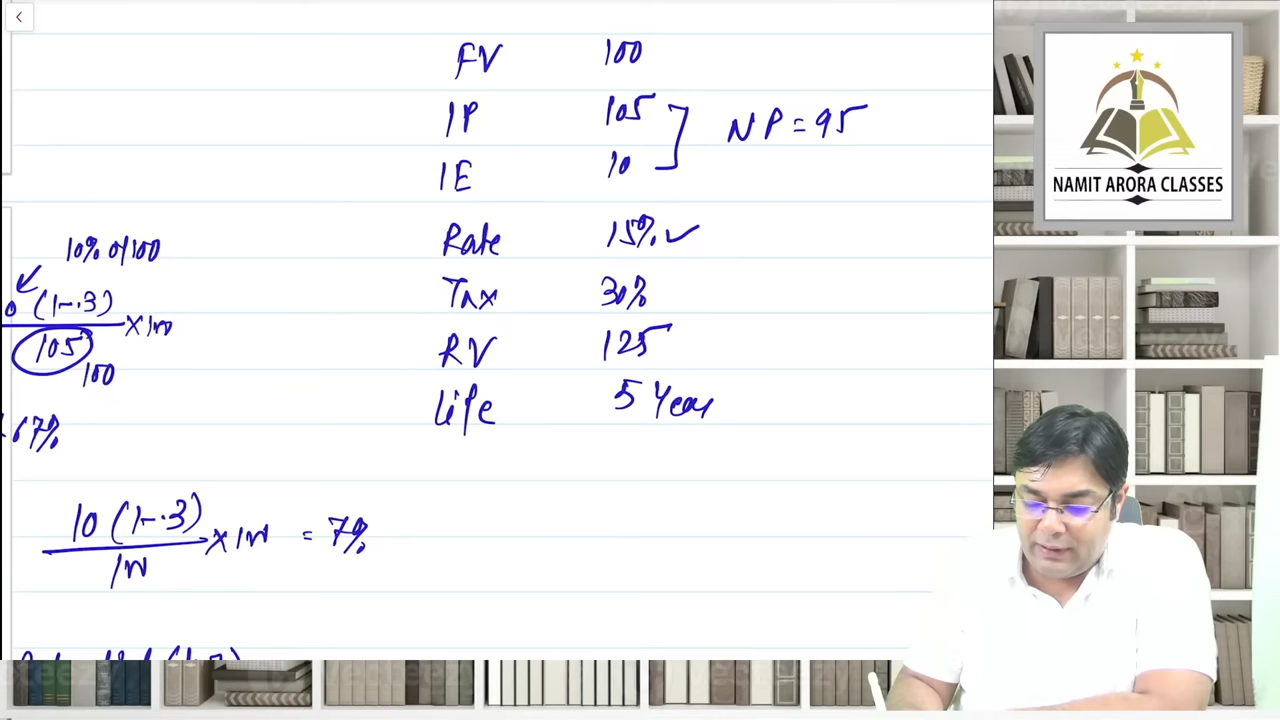 FV 100
IP 105
IE 10
NP = 95
Rate 15% ✓
Tax 30%
RV 125
Life 5 Year
10% of 100
(1-.3)
105
× 100
100
67%
10 (1-.3)
100
× 100 = 7%
NAMIT ARORA CLASSES